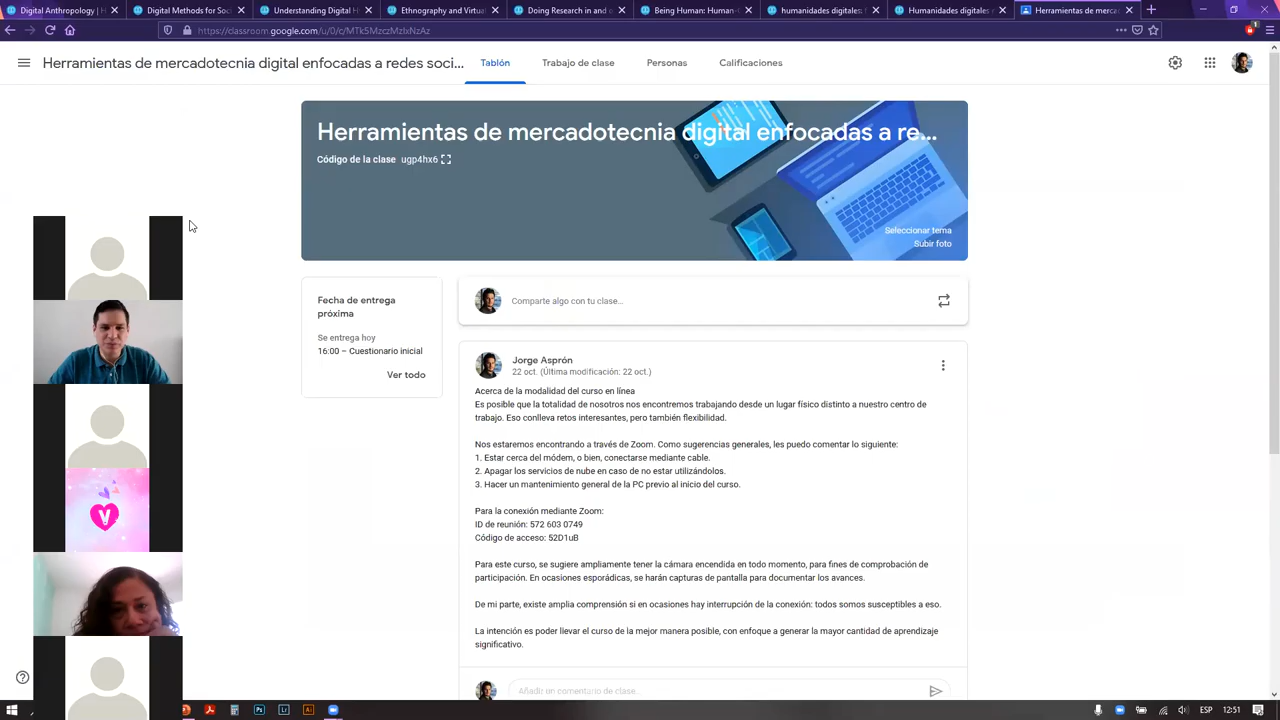 Digital Anthropology | H
Digital Methods for Soci
Understanding Digital H
Ethnography and Virtual
Doing Research in and o
Being Human: Human-
humanidades digitales m
Humanidades digitales
Herramientas de mercad
https://classroom.google.com/u/0/c/MTk5MzczMzIxNzAz
1
Herramientas de mercadotecnia digital enfocadas a redes soci...
Tablón
Trabajo de clase
Personas
Calificaciones
Herramientas de mercadotecnia digital enfocadas a re...
Código de la clase ugp4hx6
Seleccionar tema
Subir foto
Fecha de entrega
próxima
Se entrega hoy
16:00 – Cuestionario inicial
Ver todo
Comparte algo con tu clase...
Jorge Asprón
22 oct. (Última modificación: 22 oct.)
Acerca de la modalidad del curso en línea
Es posible que la totalidad de nosotros nos encontremos trabajando desde un lugar físico distinto a nuestro centro de
trabajo. Eso conlleva retos interesantes, pero también flexibilidad.
Nos estaremos encontrando a través de Zoom. Como sugerencias generales, les puedo comentar lo siguiente:
1. Estar cerca del módem, o bien, conectarse mediante cable.
2. Apagar los servicios de nube en caso de no estar utilizándolos.
3. Hacer un mantenimiento general de la PC previo al inicio del curso.
Para la conexión mediante Zoom:
ID de reunión: 572 603 0749
Código de acceso: 52D1uB
Para este curso, se sugiere ampliamente tener la cámara encendida en todo momento, para fines de comprobación de
participación. En ocasiones esporádicas, se harán capturas de pantalla para documentar los avances.
De mi parte, existe amplia comprensión si en ocasiones hay interrupción de la conexión: todos somos susceptibles a eso.
La intención es poder llevar el curso de la mejor manera posible, con enfoque a generar la mayor cantidad de aprendizaje
significativo.
Añadir un comentario de clase...
Ps
Li
Ai
ESP
12:51